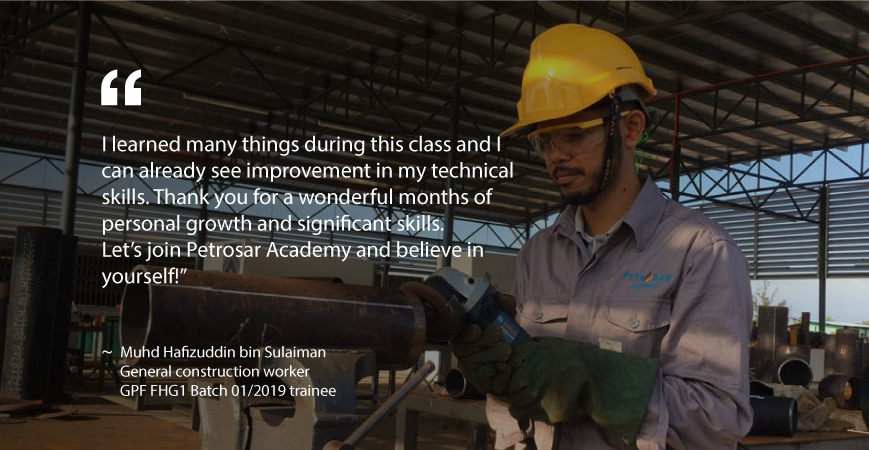 “
I learned many things during this class and I
can already see improvement in my technical
skills. Thank you for a wonderful months of
personal growth and significant skills.
Let’s join Petrosar Academy and believe in
yourself!”
~ Muhd Hafizuddin bin Sulaiman
General construction worker
GPF FHG1 Batch 01/2019 trainee